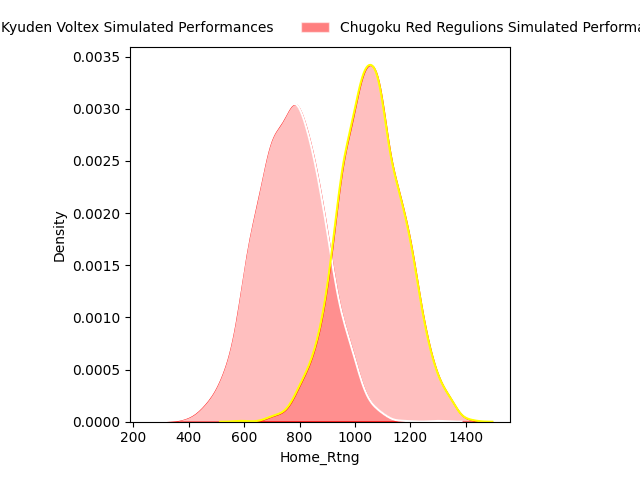 Kyuden Voltex Simulated Performances
Chugoku Red Regulions Simulated Performa
0.0035
0.0030
0.0025
0.0020
0.0015
0.0010
0.0005
0.0000
Density
200 400 600 800 1000 1200 1400
Home_Rtng